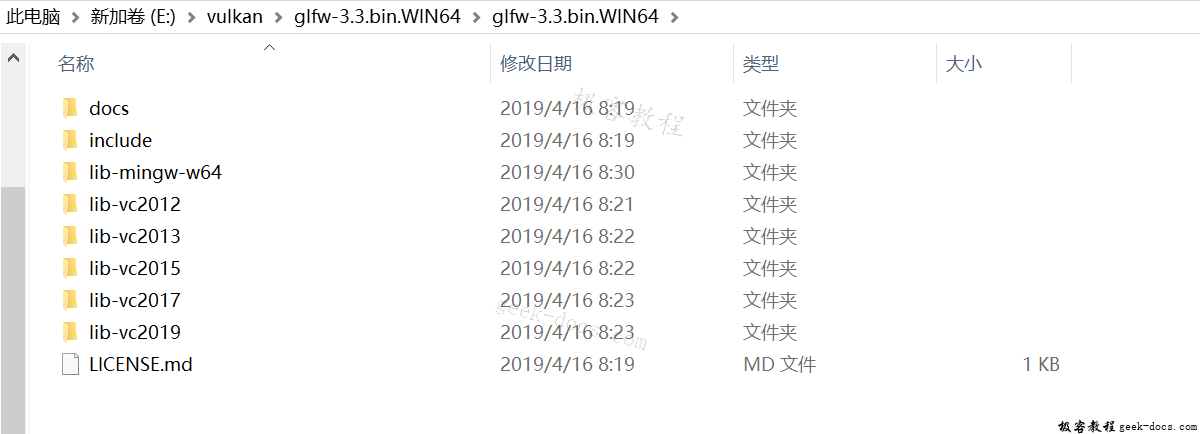 此电脑 > 新加卷 (E:) > vulkan > glfw-3.3.bin.WIN64 > glfw-3.3.bin.WIN64 >
名称 修改日期 类型 大小
docs 2019/4/16 8:19 文件夹
include 2019/4/16 8:19 文件夹
lib-mingw-w64 2019/4/16 8:30 文件夹
lib-vc2012 2019/4/16 8:21 文件夹
lib-vc2013 2019/4/16 8:22 文件夹
lib-vc2015 2019/4/16 8:22 文件夹
lib-vc2017 2019/4/16 8:23 文件夹
lib-vc2019 2019/4/16 8:23 文件夹
LICENSE.md 2019/4/16 8:19 MD 文件 1 KB
极客教程
geek-docs.com
极客教程 geek-docs.com